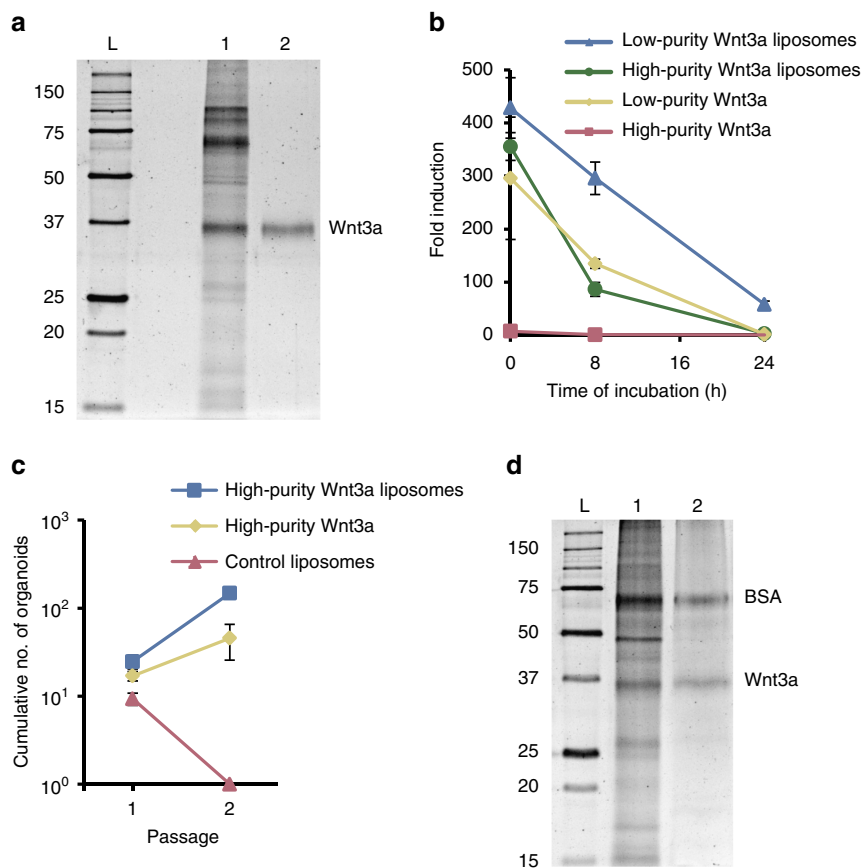 a
L 1 2
150
75
50
37
25
20
15
Wnt3a
b
Low-purity Wnt3a liposomes
High-purity Wnt3a liposomes
Low-purity Wnt3a
High-purity Wnt3a
500
400
300
200
100
0
Fold induction
0 8 16 24
Time of incubation (h)
c
High-purity Wnt3a liposomes
High-purity Wnt3a
Control liposomes
10³
10²
10¹
10⁰
Cumulative no. of organoids
1 2
Passage
d
L 1 2
150
75
50
37
25
20
15
BSA
Wnt3a